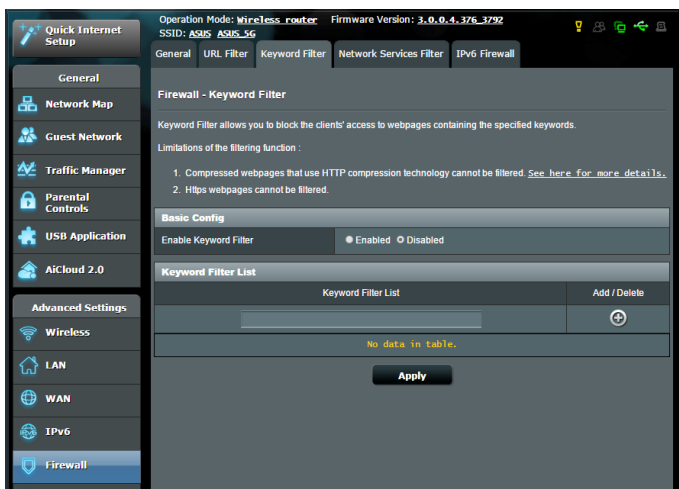 Quick Internet
Setup
General
Network Map
Guest Network
Traffic Manager
Parental
Controls
USB Application
AiCloud 2.0
Advanced Settings
Wireless
LAN
WAN
IPv6
Firewall
Operation Mode: Wireless router Firmware Version: 3.0.0.4.376_3792
SSID: ASUS ASUS_5G
General URL Filter Keyword Filter Network Services Filter IPv6 Firewall
Firewall - Keyword Filter
Keyword Filter allows you to block the clients' access to webpages containing the specified keywords.
Limitations of the filtering function :
1. Compressed webpages that use HTTP compression technology cannot be filtered. See here for more details.
2. Https webpages cannot be filtered.
Basic Config
Enable Keyword Filter Enabled Disabled
Keyword Filter List
Keyword Filter List Add / Delete
No data in table.
Apply